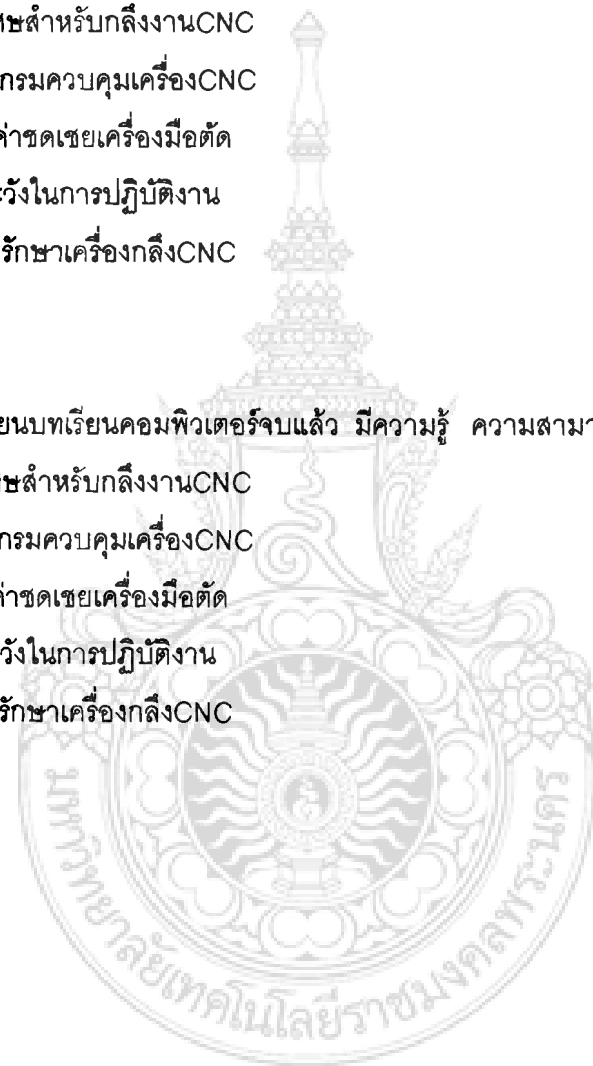 ศษสำหรับกลึงงานCNC
กรมควบคุมเครื่องCNC
ค่าชดเชยเครื่องมือตัด
ะวังในการปฏิบัติงาน
รักษาเครื่องกลึงCNC
ยนบทเรียนคอมพิวเตอร์จบแล้ว มีความรู้ ความสามา
ษสำหรับกลึงงานCNC
กรมควบคุมเครื่องCNC
ค่าชดเชยเครื่องมือตัด
วังในการปฏิบัติงาน
รักษาเครื่องกลึงCNC
มหาวิทยาลัยเทคโนโลยีราชมงคลพระนคร